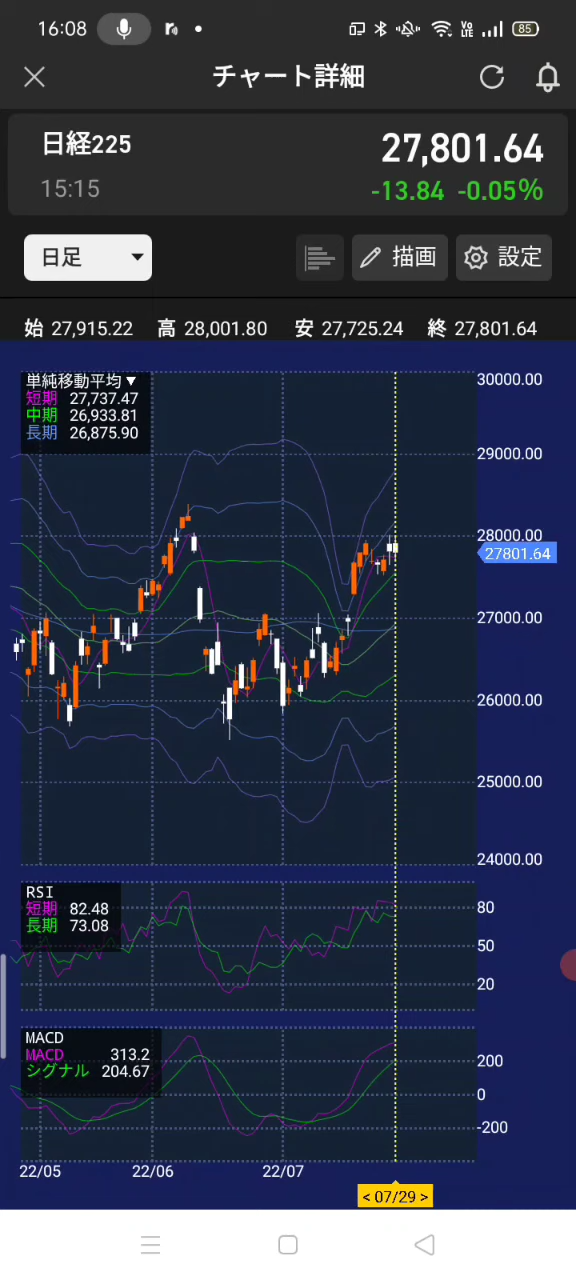 16:08 85
チャート詳細
日経225 27,801.64
15:15 -13.84 -0.05%
日足 描画 設定
始 27,915.22 高 28,001.80 安 27,725.24 終 27,801.64
単純移動平均▼
短期 27,737.47
中期 26,933.81
長期 26,875.90
30000.00
29000.00
28000.00
27801.64
27000.00
26000.00
25000.00
24000.00
RSI
短期 82.48
長期 73.08
80
50
20
MACD
MACD 313.2
シグナル 204.67
200
0
-200
22/05 22/06 22/07
< 07/29 >